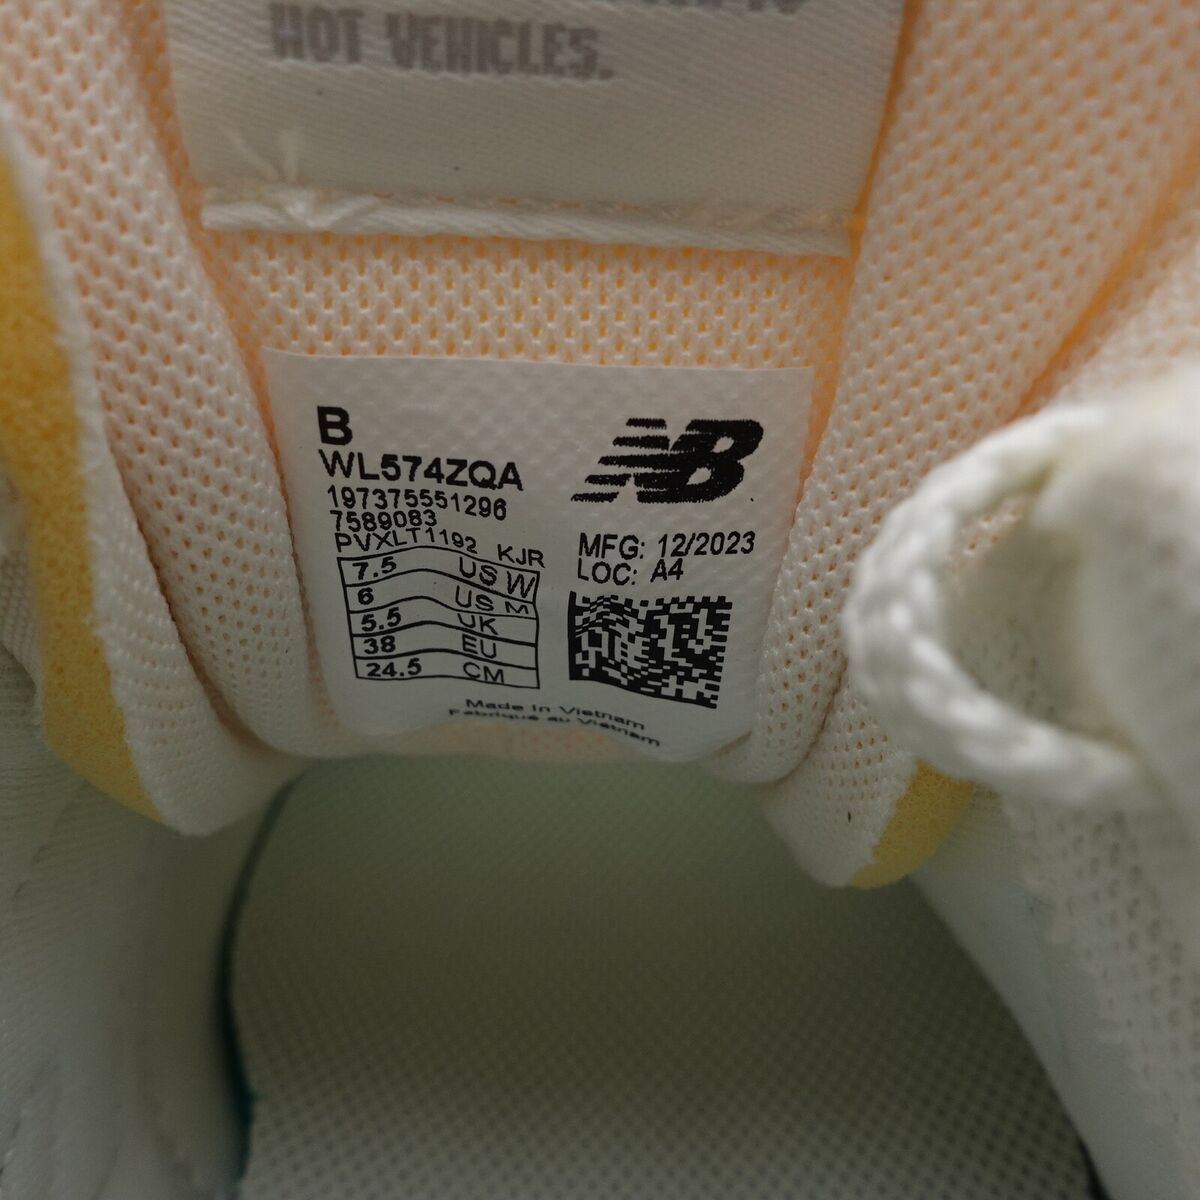 HOT VEHICLES.
B
WL574ZQA
197375551296
7589083
PVXLT1192 KJR
7.5 US W
6 US M
5.5 UK
38 EU
24.5 CM
NB
MFG: 12/2023
LOC: A4
Made in Vietnam
Fabriqué au Vietnam